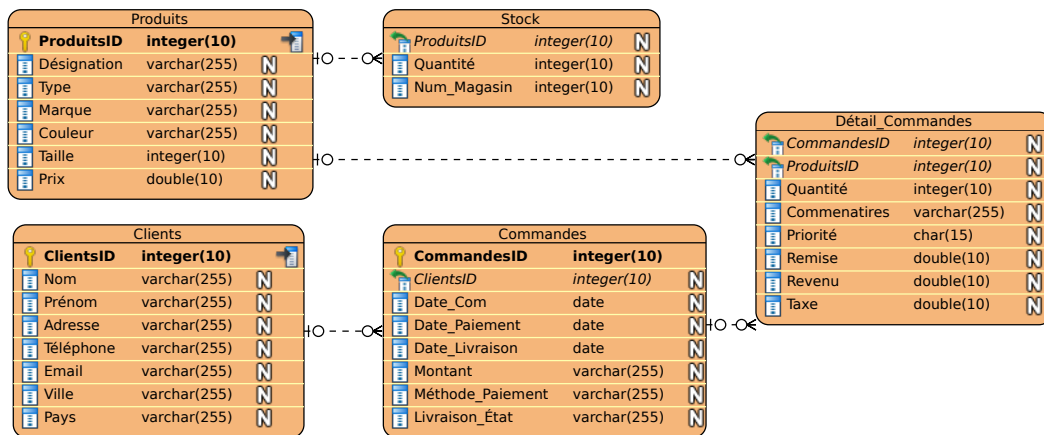 Produits
ProduitsID integer(10)
Désignation varchar(255) N
Type varchar(255) N
Marque varchar(255) N
Couleur varchar(255) N
Taille integer(10) N
Prix double(10) N
Stock
ProduitsID integer(10) N
Quantité integer(10) N
Num_Magasin integer(10) N
Détail_Commandes
CommandesID integer(10) N
ProduitsID integer(10) N
Quantité integer(10) N
Commenatires varchar(255) N
Priorité char(15) N
Remise double(10) N
Revenu double(10) N
Taxe double(10) N
Clients
ClientsID integer(10)
Nom varchar(255) N
Prénom varchar(255) N
Adresse varchar(255) N
Téléphone varchar(255) N
Email varchar(255) N
Ville varchar(255) N
Pays varchar(255) N
Commandes
CommandesID integer(10)
ClientsID integer(10) N
Date_Com date N
Date_Paiement date N
Date_Livraison date N
Montant varchar(255) N
Méthode_Paiement varchar(255) N
Livraison_État varchar(255) N